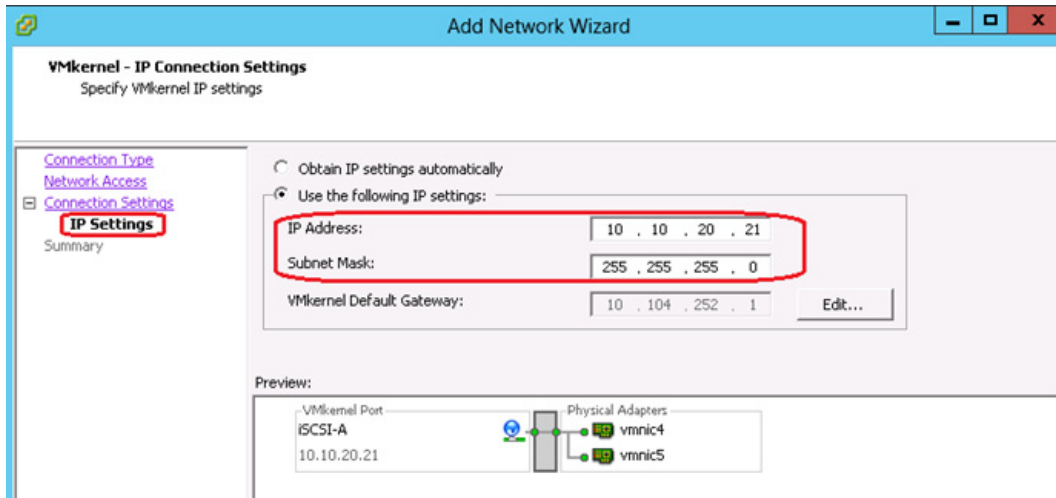 Add Network Wizard
VMkernel - IP Connection Settings
Specify VMkernel IP settings
Connection Type
Network Access
Connection Settings
IP Settings
Summary
Obtain IP settings automatically
Use the following IP settings:
IP Address: 10 . 10 . 20 . 21
Subnet Mask: 255 . 255 . 255 . 0
VMkernel Default Gateway: 10 . 104 . 252 . 1 Edit...
Preview:
VMkernel Port Physical Adapters
iSCSI-A vmnic4
10.10.20.21 vmnic5